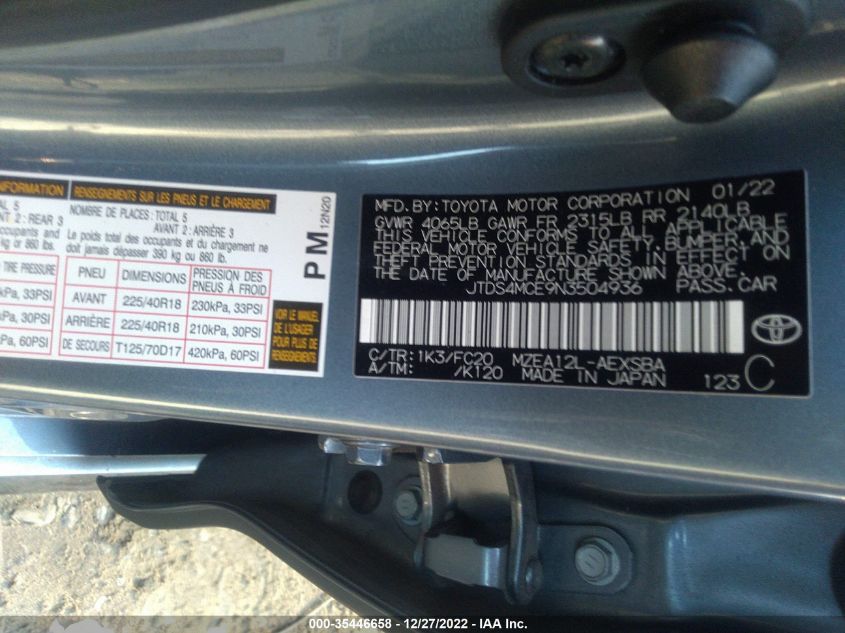 INFORMATION
RENSEIGNEMENTS SUR LES PNEUS ET LE CHARGEMENT
5
2: REAR 3
occupants and
kg or 860 lbs.
NOMBRE DE PLACES: TOTAL 5
AVANT 2: ARRIÈRE 3
Le poids total des occupants et du chargement ne
doit jamais dépasser 390 kg ou 860 lb.
TIRE PRESSURE
kPa, 33PSI
kPa, 30PSI
kPa, 60PSI
PNEU DIMENSIONS PRESSION DES PNEUS À FROID
AVANT 225/40R18 230kPa, 33PSI
ARRIÈRE 225/40R18 210kPa, 30PSI
DE SECOURS T125/70D17 420kPa, 60PSI
PM 12N20
VOIR LE MANUEL
DE L'USAGER
POUR PLUS DE
RENSEIGNEMENTS
MFD. BY: TOYOTA MOTOR CORPORATION 01/22
GVWR 4065LB GAWR FR 2315LB RR 2140LB
THIS VEHICLE CONFORMS TO ALL APPLICABLE
FEDERAL MOTOR VEHICLE SAFETY, BUMPER, AND
THEFT PREVENTION STANDARDS IN EFFECT ON
THE DATE OF MANUFACTURE SHOWN ABOVE.
JTDS4MCE9N3504936 PASS. CAR
C/TR: 1K3/FC20 MZEA12L-AEXSBA
A/TM: /K120 MADE IN JAPAN 123 C
000-35446658 - 12/27/2022 - IAA Inc.